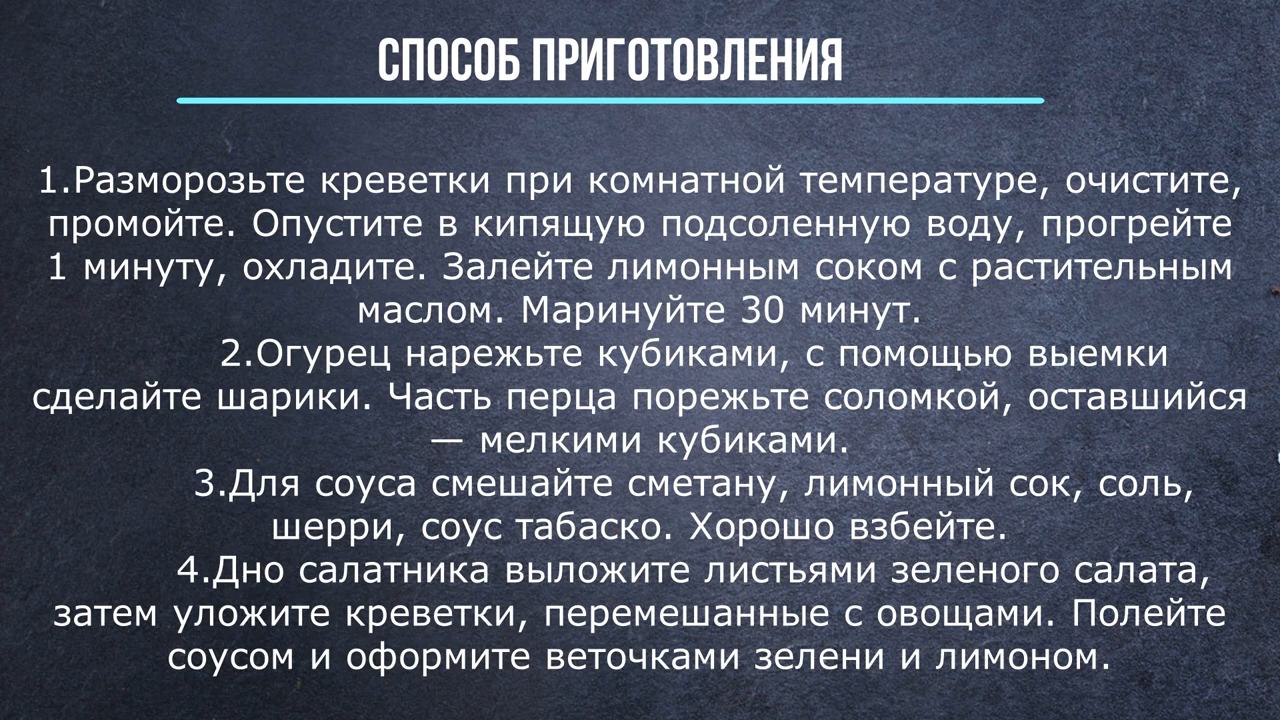 СПОСОБ ПРИГОТОВЛЕНИЯ
1.Разморозьте креветки при комнатной температуре, очистите,
промойте. Опустите в кипящую подсоленную воду, прогрейте
1 минуту, охладите. Залейте лимонным соком с растительным
маслом. Маринуйте 30 минут.
2.Огурец нарежьте кубиками, с помощью выемки
сделайте шарики. Часть перца порежьте соломкой, оставшийся
— мелкими кубиками.
3.Для соуса смешайте сметану, лимонный сок, соль,
шерри, соус табаско. Хорошо взбейте.
4.Дно салатника выложите листьями зеленого салата,
затем уложите креветки, перемешанные с овощами. Полейте
соусом и оформите веточками зелени и лимоном.